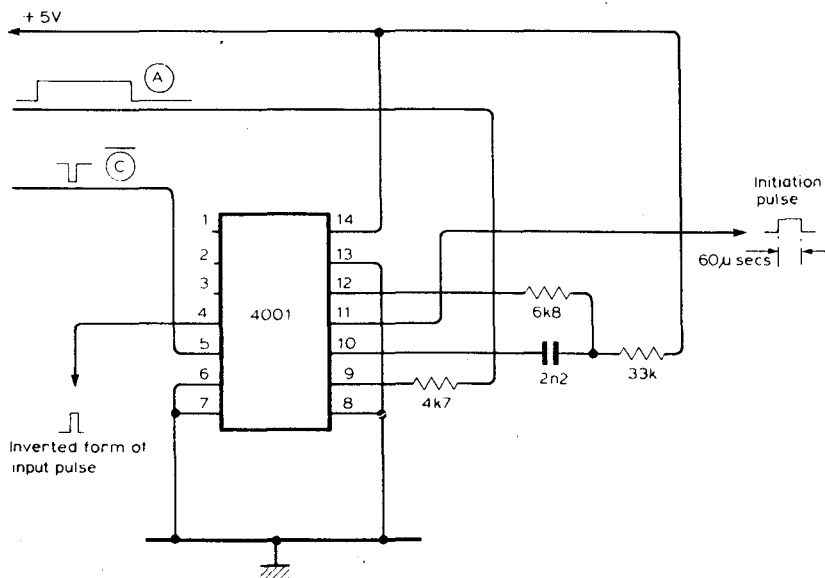 + 5V
A
C
Initiation
pulse
60μ secs
1
2
3
4
5
6
7
4001
14
13
12
11
10
9
8
6k8
2n2
33k
4k7
Inverted form of
input pulse